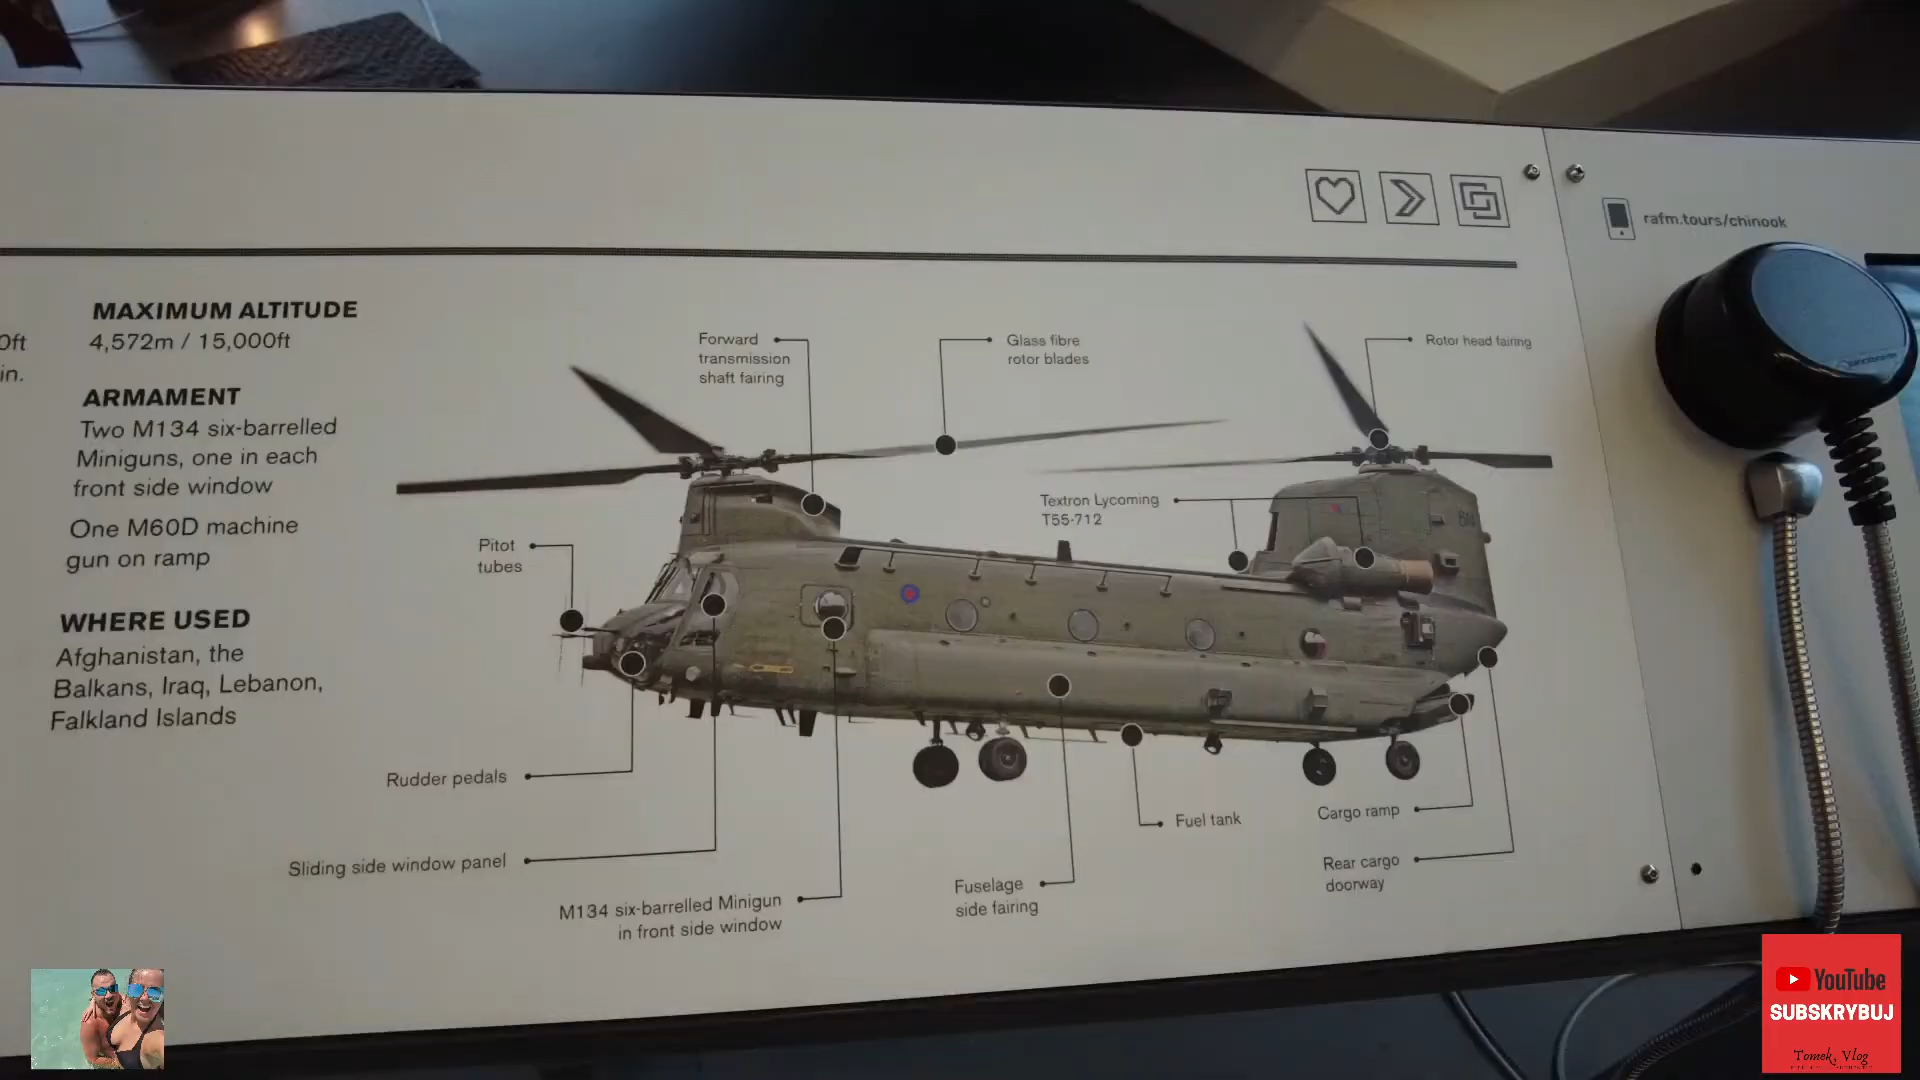 rafm.tours/chinook
0ft
in.
MAXIMUM ALTITUDE
4,572m / 15,000ft
ARMAMENT
Two M134 six-barrelled
Miniguns, one in each
front side window
One M60D machine
gun on ramp
WHERE USED
Afghanistan, the
Balkans, Iraq, Lebanon,
Falkland Islands
Forward
transmission
shaft fairing
Glass fibre
rotor blades
Rotor head fairing
Textron Lycoming
T55-712
Pitot
tubes
Rudder pedals
Sliding side window panel
M134 six-barrelled Minigun
in front side window
Fuselage
side fairing
Fuel tank
Cargo ramp
Rear cargo
doorway
YouTube
SUBSKRYBUJ
Tomek, Vlog